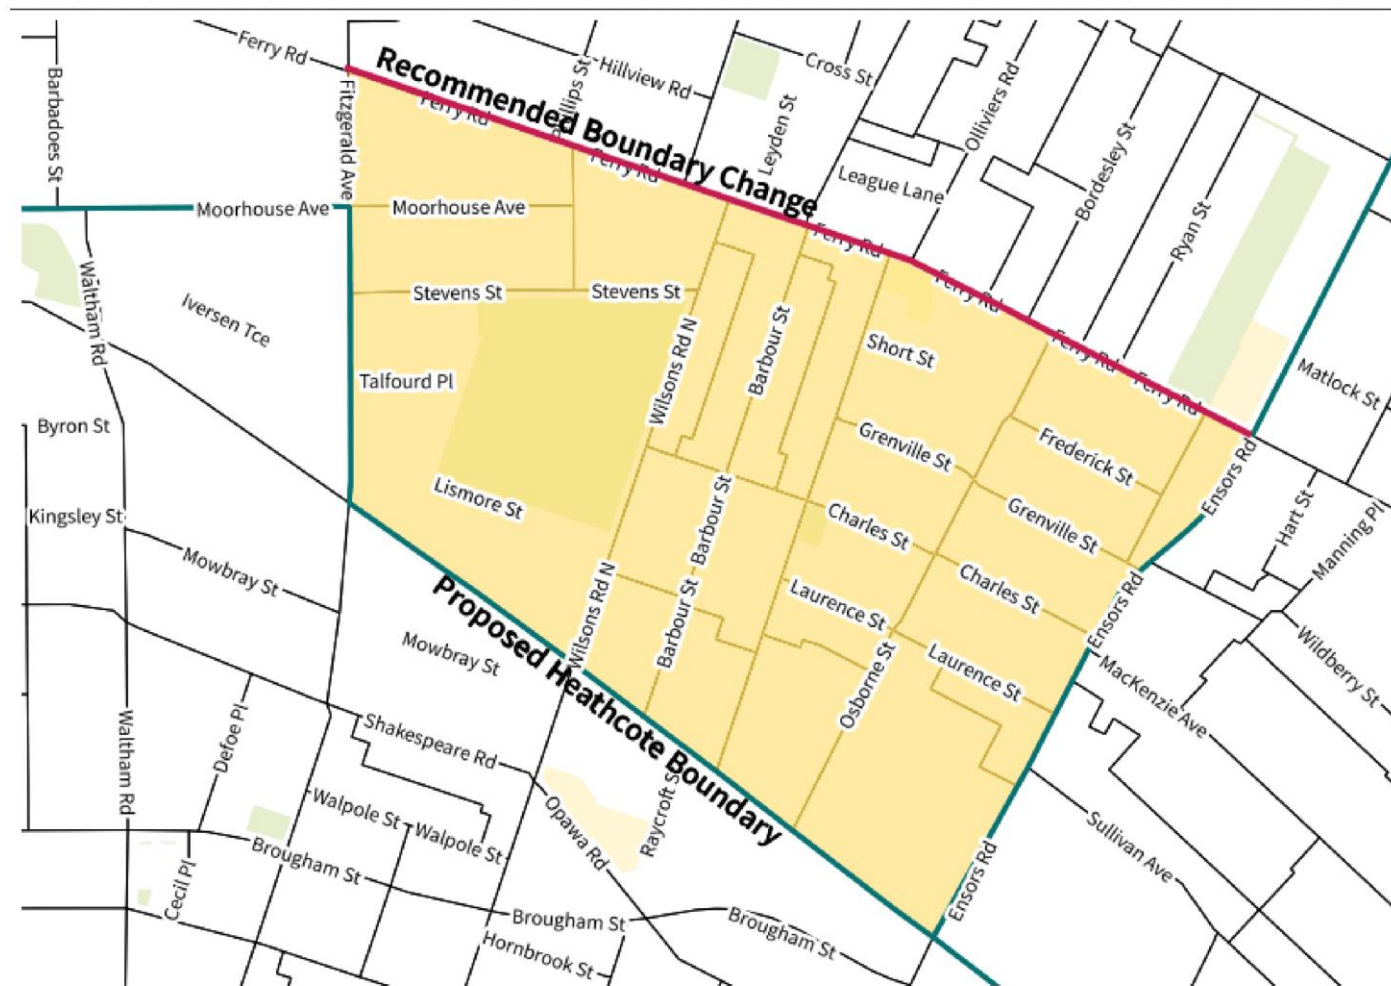 Ferry Rd
Hillview Rd
Cross St
Barbadoes St
Fitzgerald Ave
Recommended Boundary Change
Ferry Rd
Leyden St
Olliviers Rd
Bordesley St
Ryan St
League Lane
Ferry Rd
Moorhouse Ave
Moorhouse Ave
Ferry Rd
Ferry Rd
Ferry Rd
Ferry Rd
Matlock St
Waltham Rd
Iversen Tce
Stevens St
Stevens St
Wilsons Rd N
Barbour St
Short St
Talfourd Pl
Byron St
Grenville St
Frederick St
Ensors Rd
Hart St
Manning Pl
Lismore St
Kingsley St
Barbour St
Charles St
Grenville St
Mowbray St
Proposed Heathcote Boundary
Wilsons Rd N
Barbour St
Laurence St
Charles St
Ensors Rd
Mowbray St
Osborne St
Laurence St
MacKenzie Ave
Wildberry St
Waltham Rd
Defoe Pl
Shakespeare Rd
Walpole St
Walpole St
Opawa Rd
Raycroft S
Sullivan Ave
Brougham St
Cecil Pl
Ensors Rd
Brougham St
Brougham St
Hornbrook St